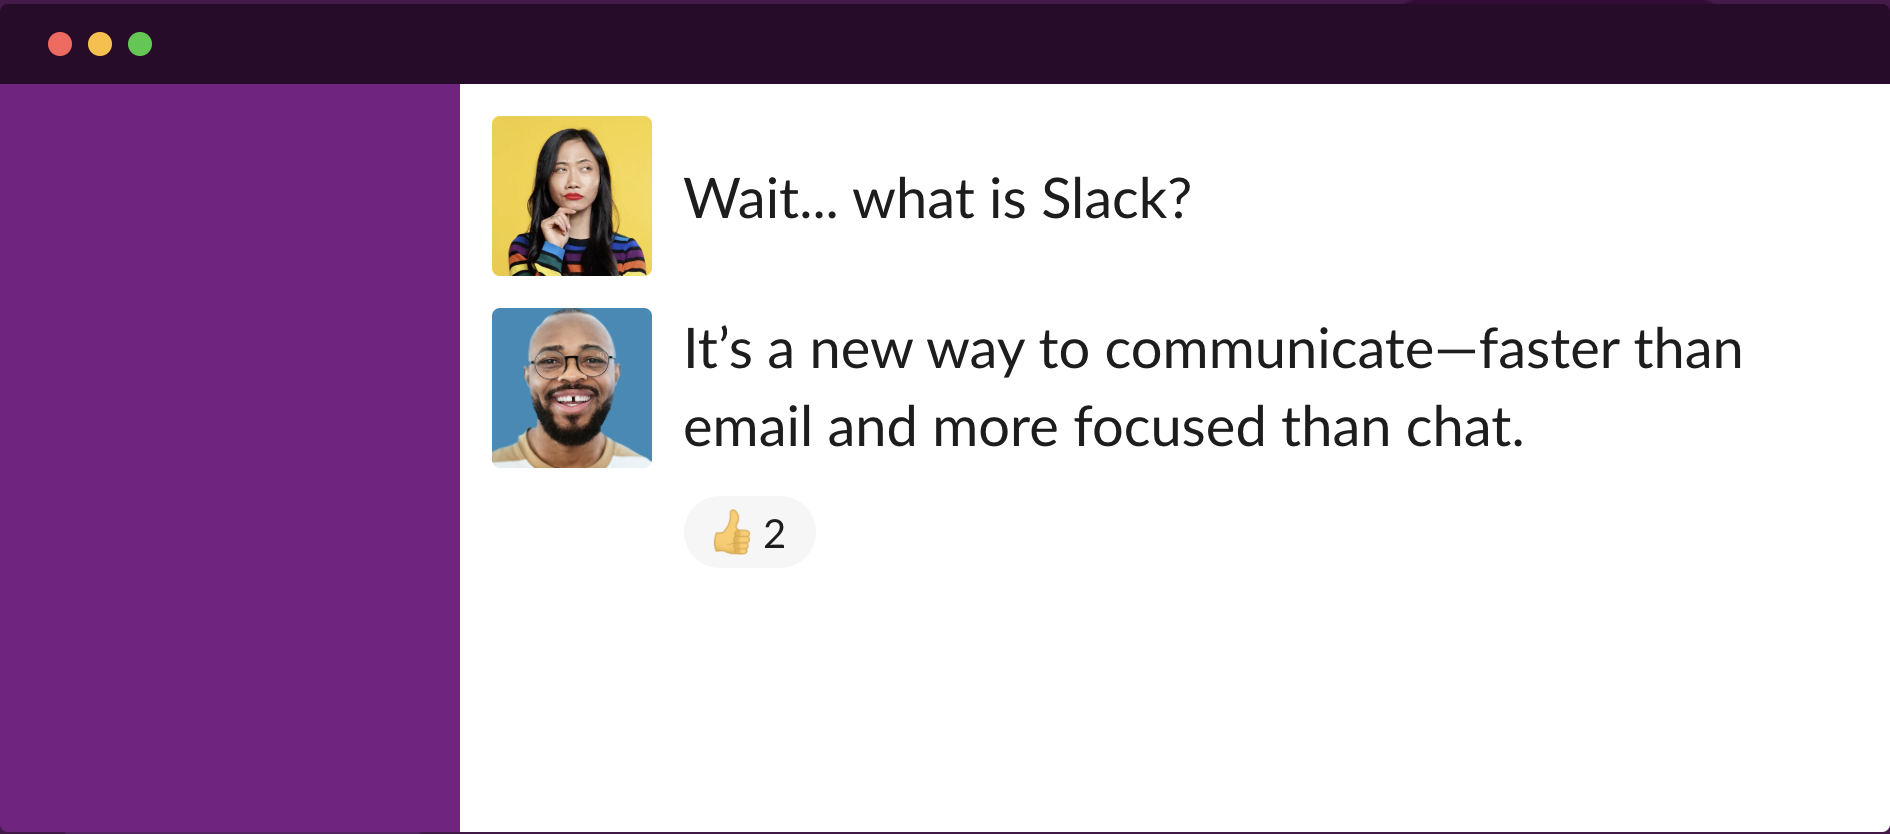 Wait... what is Slack?
It’s a new way to communicate—faster than
email and more focused than chat.
👍 2